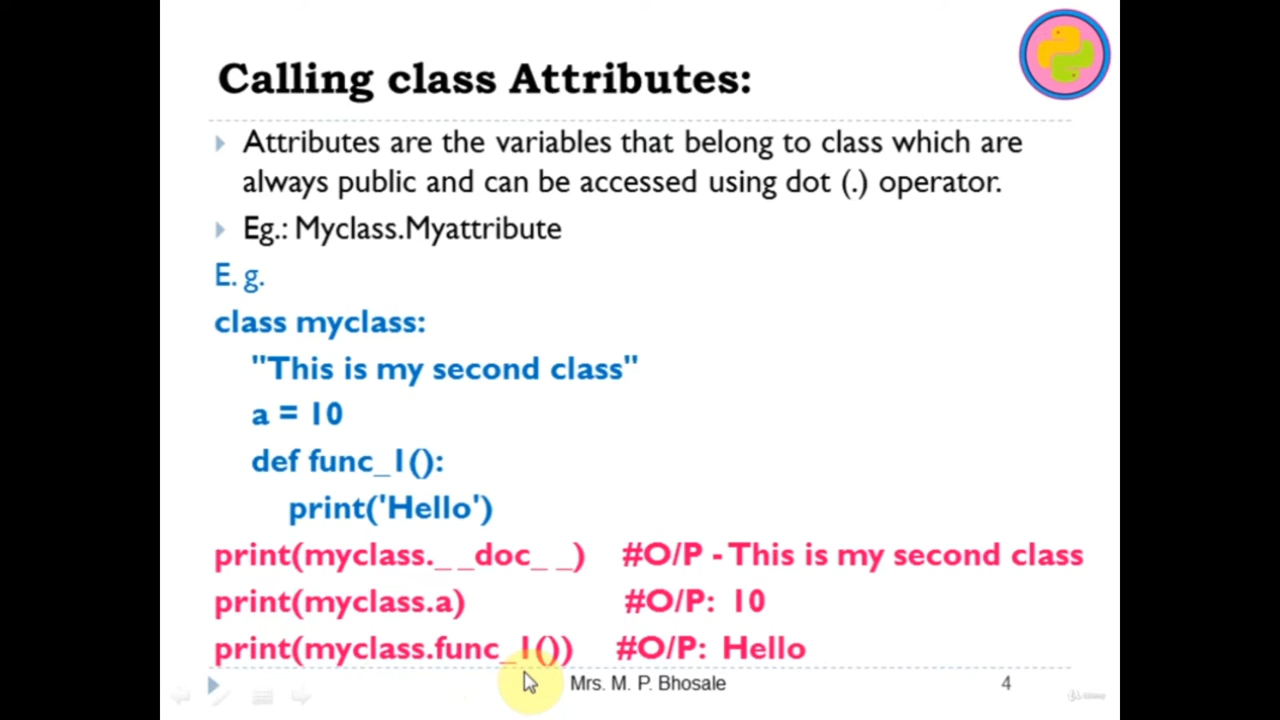 Calling class Attributes:
Attributes are the variables that belong to class which are
always public and can be accessed using dot (.) operator.
Eg.: Myclass.Myattribute
E. g.
class myclass:
"This is my second class"
a = 10
def func_1():
print('Hello')
print(myclass._ _doc_ _) #O/P - This is my second class
print(myclass.a) #O/P: 10
print(myclass.func_1()) #O/P: Hello
Mrs. M. P. Bhosale 4